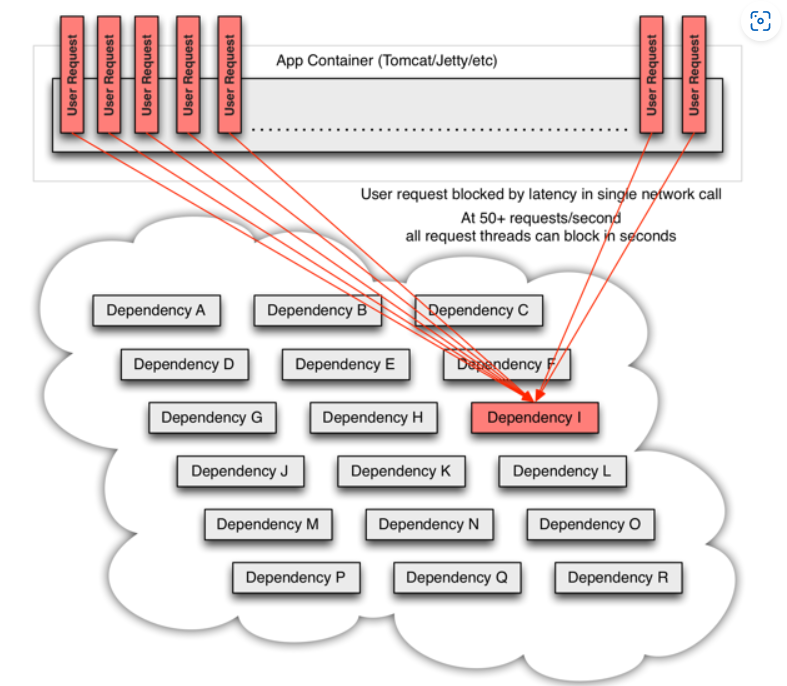 User Request
User Request
User Request
User Request
User Request
User Request
User Request
App Container (Tomcat/Jetty/etc)
User request blocked by latency in single network call
At 50+ requests/second
all request threads can block in seconds
Dependency A
Dependency B
Dependency C
Dependency D
Dependency E
Dependency F
Dependency G
Dependency H
Dependency I
Dependency J
Dependency K
Dependency L
Dependency M
Dependency N
Dependency O
Dependency P
Dependency Q
Dependency R